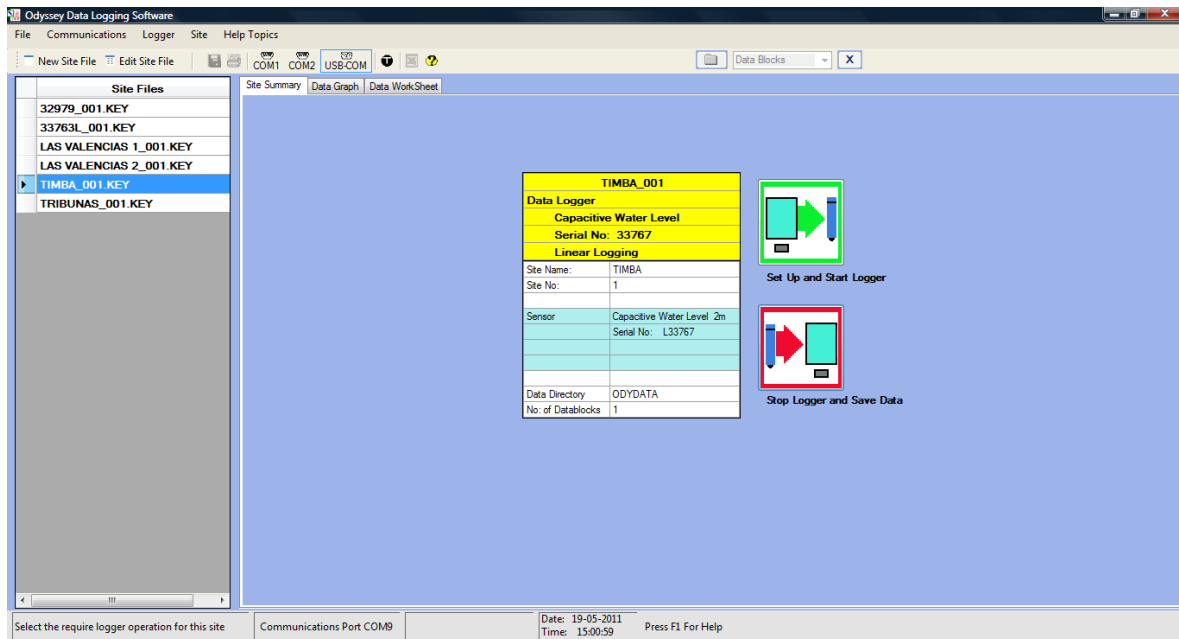 Odyssey Data Logging Software
File Communications Logger Site Help Topics
New Site File Edit Site File COM1 COM2 USB-COM Data Blocks X
Site Files
32979_001.KEY
33763L_001.KEY
LAS VALENCIAS 1_001.KEY
LAS VALENCIAS 2_001.KEY
TIMBA_001.KEY
TRIBUNAS_001.KEY
Site Summary Data Graph Data WorkSheet
TIMBA_001
Data Logger
Capacitive Water Level
Serial No: 33767
Linear Logging
Site Name: TIMBA
Site No: 1
Sensor Capacitive Water Level 2m
Serial No: L33767
Data Directory ODYDATA
No: of Datablocks 1
Set Up and Start Logger
Stop Logger and Save Data
Select the require logger operation for this site
Communications Port COM9
Date: 19-05-2011
Time: 15:00:59
Press F1 For Help